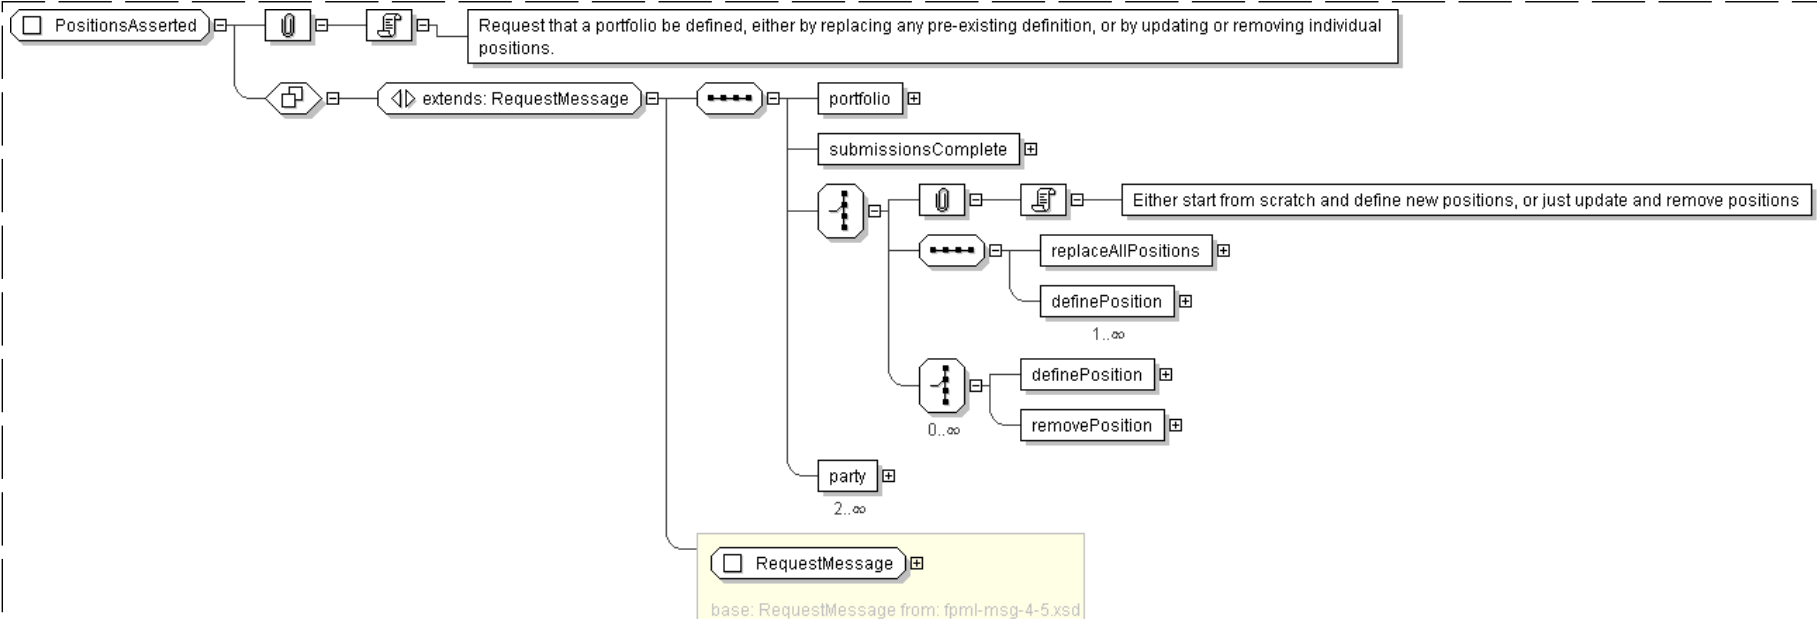 PositionsAsserted
Request that a portfolio be defined, either by replacing any pre-existing definition, or by updating or removing individual
positions.
extends: RequestMessage
portfolio
submissionsComplete
Either start from scratch and define new positions, or just update and remove positions
replaceAllPositions
definePosition
1..∞
definePosition
removePosition
0..∞
party
2..∞
RequestMessage
base: RequestMessage from: fpml-msg-4-5.xsd